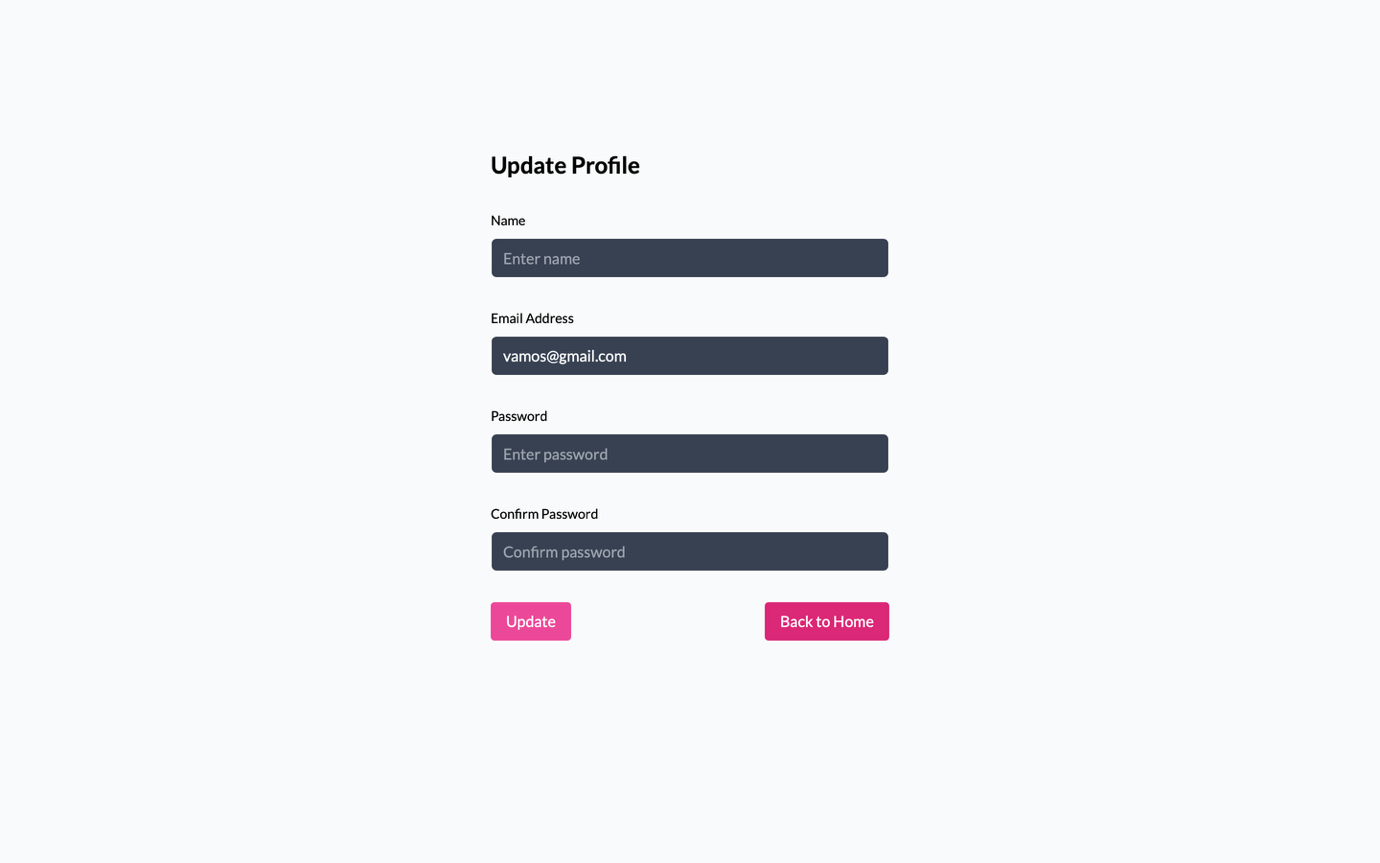 Update Profile
Name
Enter name
Email Address
vamos@gmail.com
Password
Enter password
Confirm Password
Confirm password
Update
Back to Home